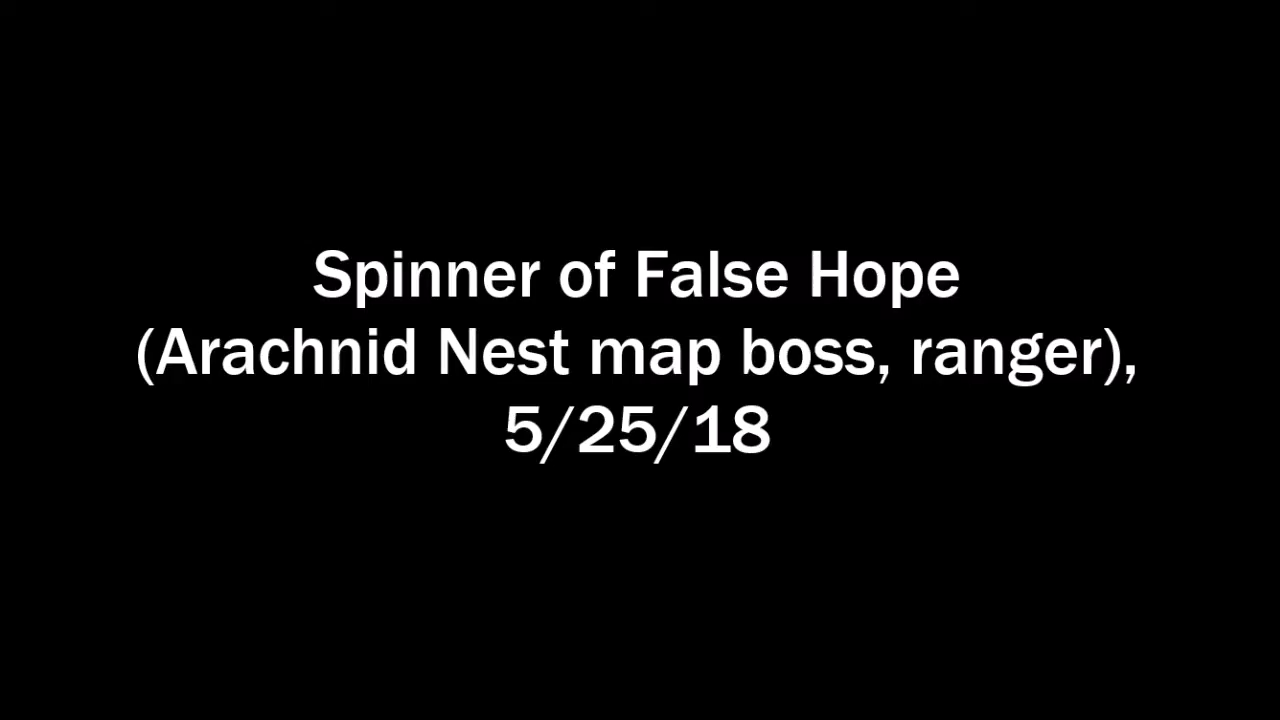 Spinner of False Hope
(Arachnid Nest map boss, ranger),
5/25/18